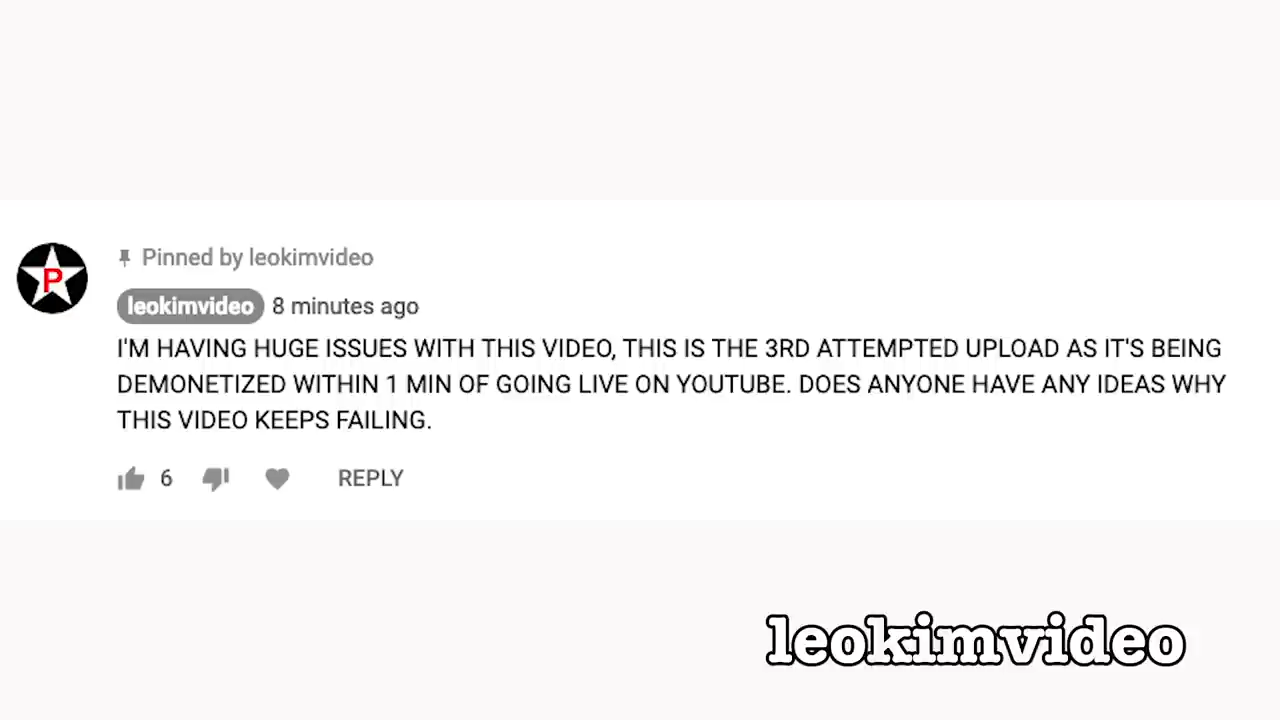 P
Pinned by leokimvideo
leokimvideo 8 minutes ago
I'M HAVING HUGE ISSUES WITH THIS VIDEO, THIS IS THE 3RD ATTEMPTED UPLOAD AS IT'S BEING
DEMONETIZED WITHIN 1 MIN OF GOING LIVE ON YOUTUBE. DOES ANYONE HAVE ANY IDEAS WHY
THIS VIDEO KEEPS FAILING.
6 REPLY
leokimvideo